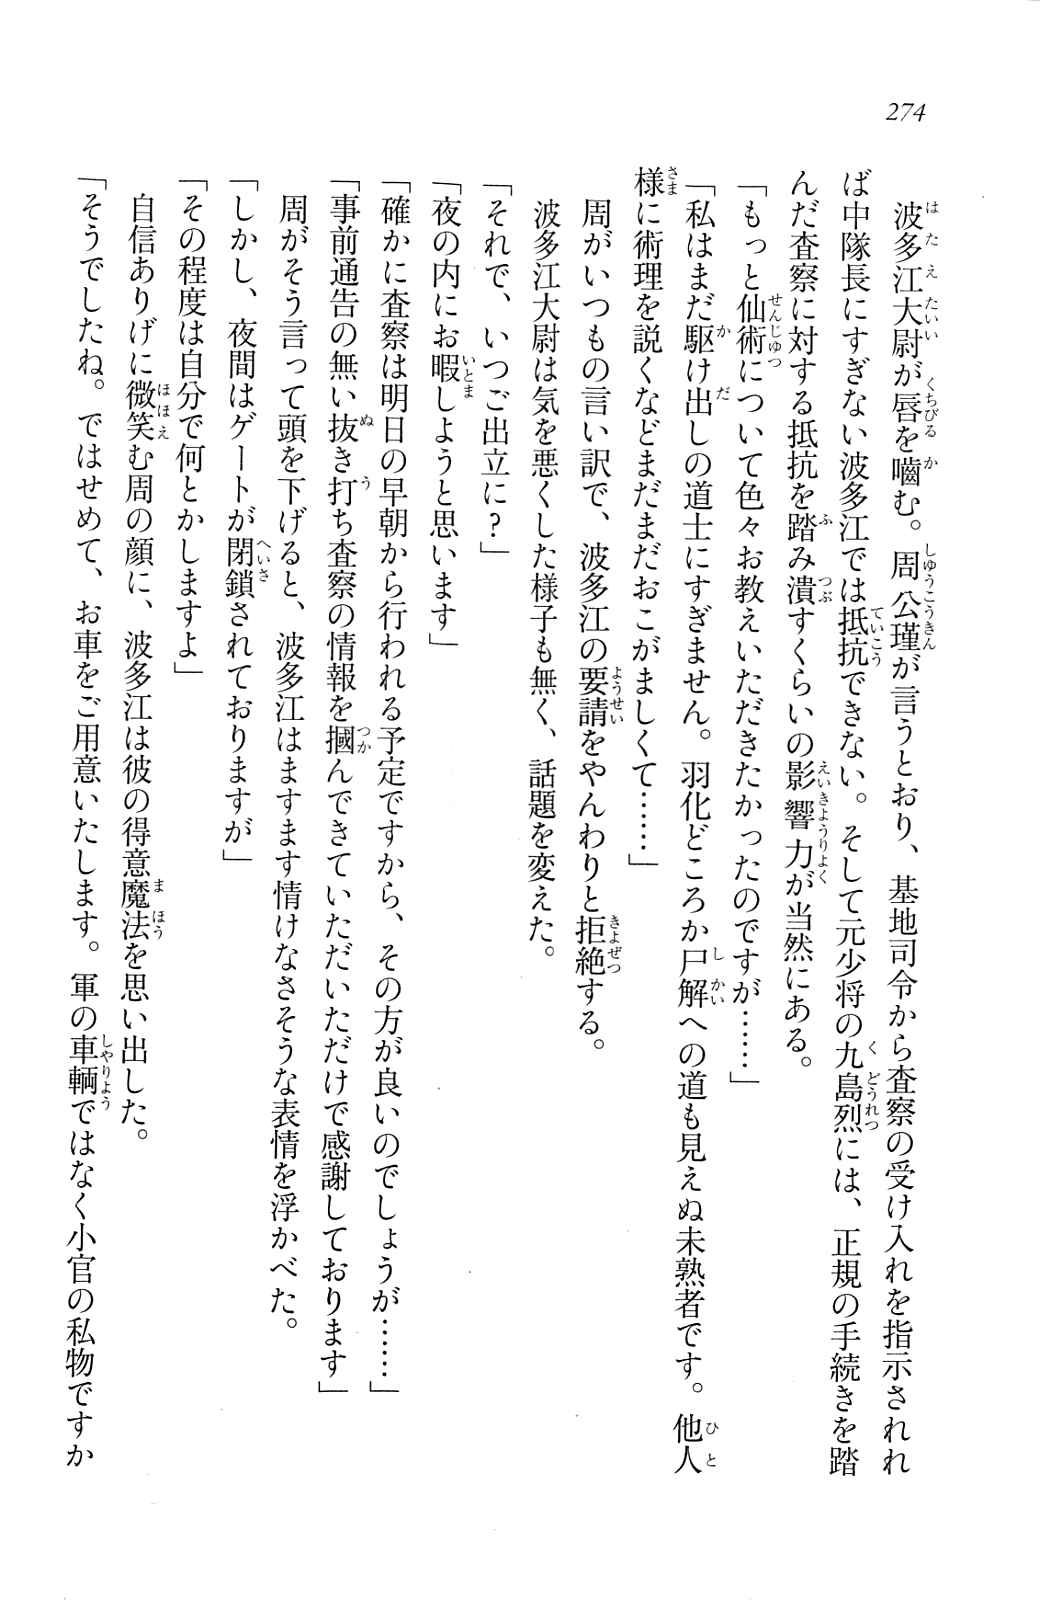 274
波多江大尉が唇を嚙む。周公瑾が言うとおり、基地司令から査察の受け入れを指示されれ
ば中隊長にすぎない波多江では抵抗できない。そして元少将の九島烈には、正規の手続きを踏
んだ査察に対する抵抗を踏み潰すくらいの影響力が当然にある。
「もっと仙術について色々お教えいただきたかったのですが……」
「私はまだ駆け出しの道士にすぎません。羽化どころか尸解への道も見えぬ未熟者です。他人
様に術理を説くなどまだまだおこがましくて……」
周がいつもの言い訳で、波多江の要請をやんわりと拒絶する。
波多江大尉は気を悪くした様子も無く、話題を変えた。
「それで、いつご出立に？」
「夜の内にお暇しようと思います」
「確かに査察は明日の早朝から行われる予定ですから、その方が良いのでしょうが……」
「事前通告の無い抜き打ち査察の情報を摑んできていただいただけで感謝しております」
周がそう言って頭を下げると、波多江はますます情けなさそうな表情を浮かべた。
「しかし、夜間はゲートが閉鎖されておりますが」
「その程度は自分で何とかしますよ」
自信ありげに微笑む周の顔に、波多江は彼の得意魔法を思い出した。
「そうでしたね。ではせめて、お車をご用意いたします。軍の車輌ではなく小官の私物ですか